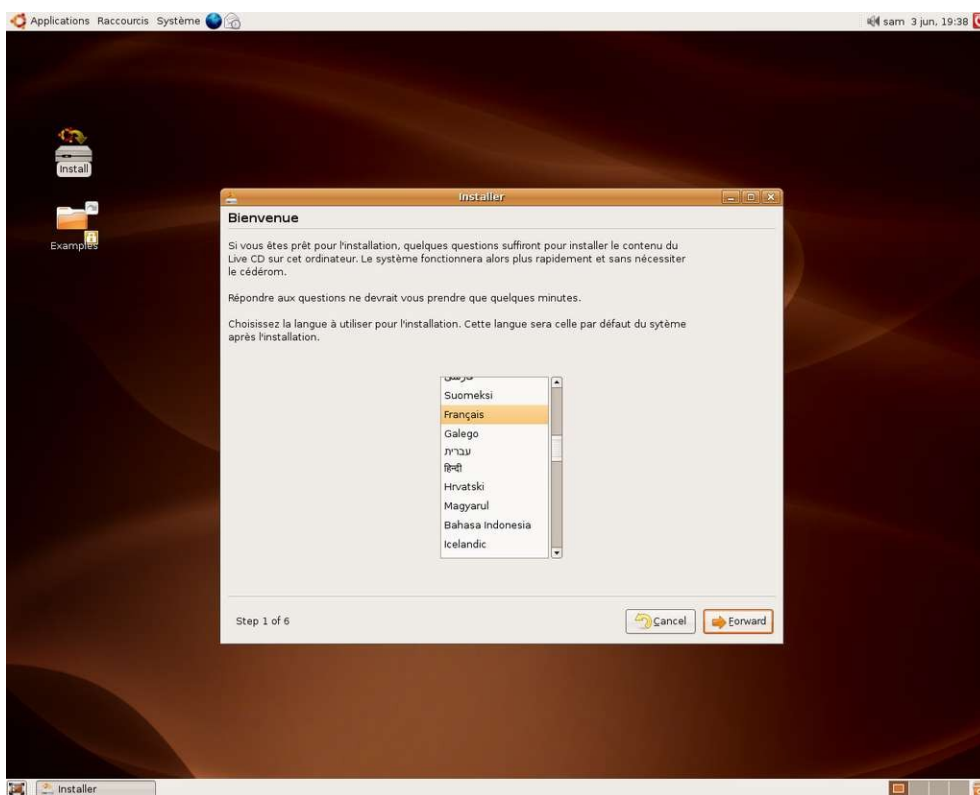 Applications Raccourcis Système
sam 3 jun, 19:38
Install
Examples
Installer
Bienvenue
Si vous êtes prêt pour l'installation, quelques questions suffiront pour installer le contenu du
Live CD sur cet ordinateur. Le système fonctionnera alors plus rapidement et sans nécessiter
le cédérom.
Répondre aux questions ne devrait vous prendre que quelques minutes.
Choisissez la langue à utiliser pour l'installation. Cette langue sera celle par défaut du sytème
après l'installation.
Suomeksi
Français
Galego
עברית
हिन्दी
Hrvatski
Magyarul
Bahasa Indonesia
Icelandic
Step 1 of 6
Cancel
Forward
Installer